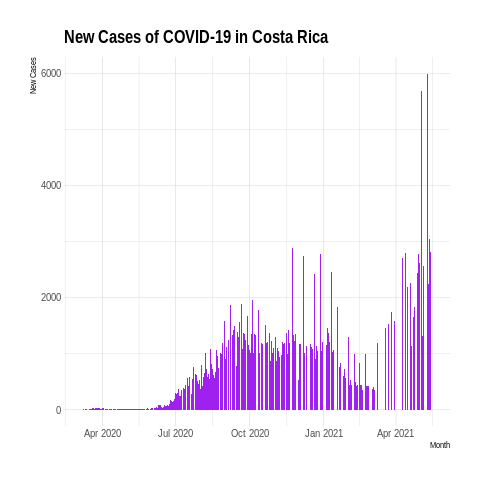 New Cases of COVID-19 in Costa Rica
New Cases
6000
4000
2000
0
Apr 2020 Jul 2020 Oct 2020 Jan 2021 Apr 2021
Month